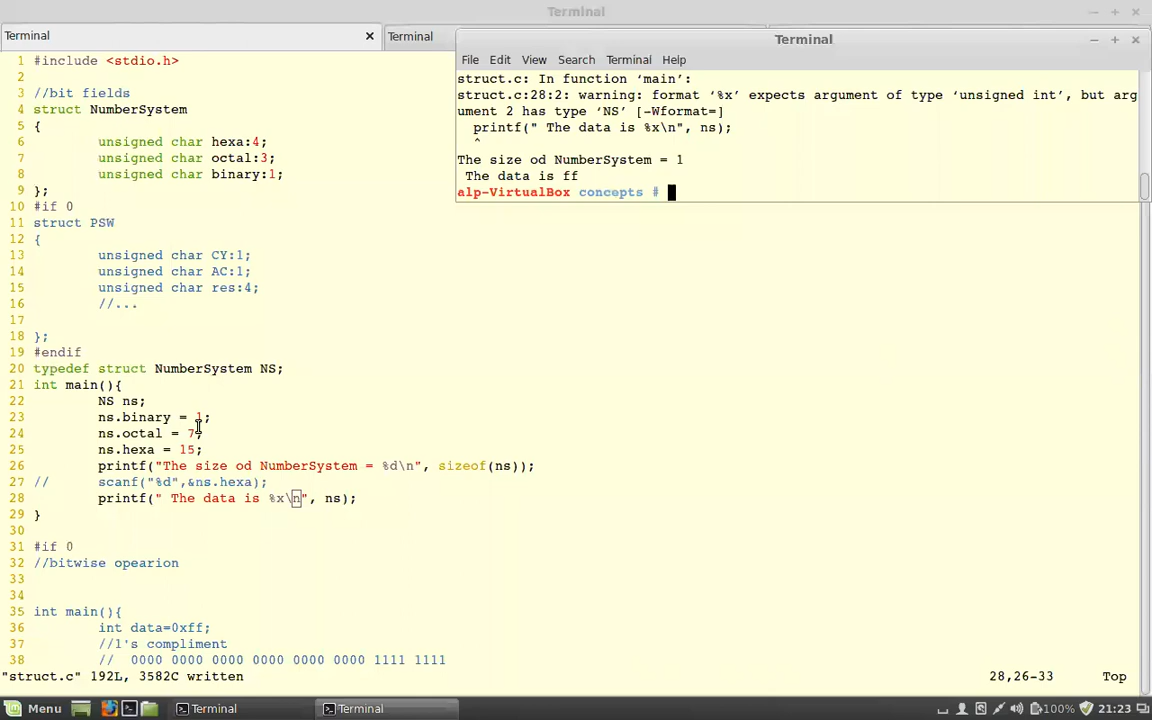 Terminal
Terminal
Terminal
1 #include <stdio.h>
2
3 //bit fields
4 struct NumberSystem
5 {
6 unsigned char hexa:4;
7 unsigned char octal:3;
8 unsigned char binary:1;
9 };
10 #if 0
11 struct PSW
12 {
13 unsigned char CY:1;
14 unsigned char AC:1;
15 unsigned char res:4;
16 //...
17
18 };
19 #endif
20 typedef struct NumberSystem NS;
21 int main(){
22 NS ns;
23 ns.binary = 1;
24 ns.octal = 7;
25 ns.hexa = 15;
26 printf("The size od NumberSystem = %d\n", sizeof(ns));
27 // scanf("%d",&ns.hexa);
28 printf(" The data is %x\n", ns);
29 }
30
31 #if 0
32 //bitwise opearion
33
34
35 int main(){
36 int data=0xff;
37 //1's compliment
38 // 0000 0000 0000 0000 0000 0000 1111 1111
"struct.c" 192L, 3582C written 28,26-33 Top
Terminal
File Edit View Search Terminal Help
struct.c: In function ‘main’:
struct.c:28:2: warning: format ‘%x’ expects argument of type ‘unsigned int’, but arg
ument 2 has type ‘NS’ [-Wformat=]
printf(" The data is %x\n", ns);
^
The size od NumberSystem = 1
The data is ff
alp-VirtualBox concepts #
Menu Terminal Terminal 100% 21:23